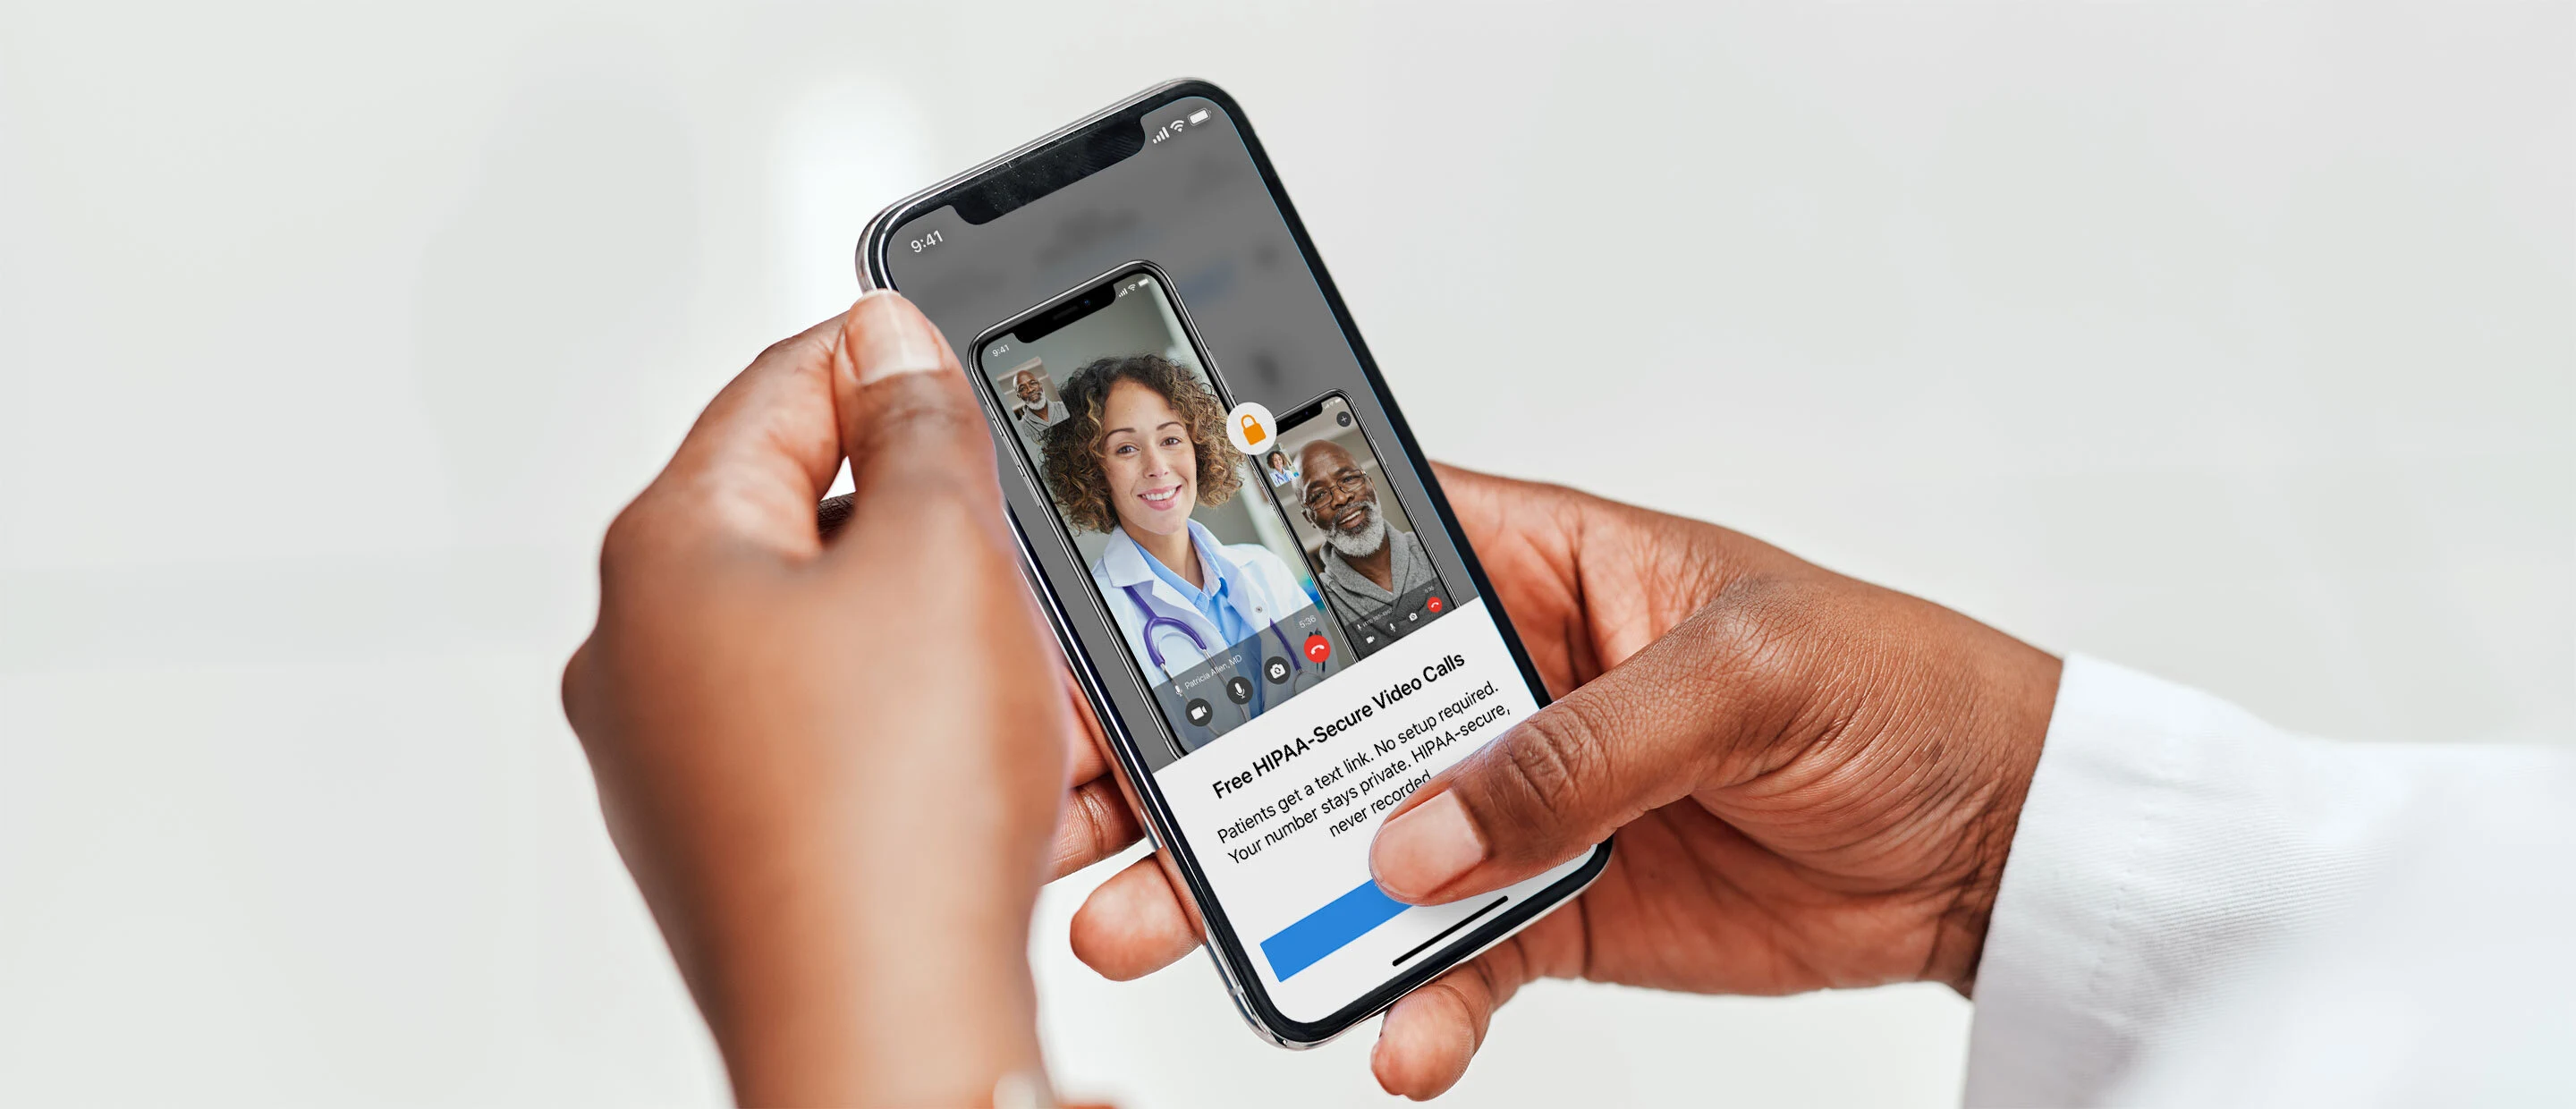 9:41
9:41
Patricia Allen, MD
5:36
Free HIPAA-Secure Video Calls
Patients get a text link. No setup required.
Your number stays private. HIPAA-secure,
never recorded